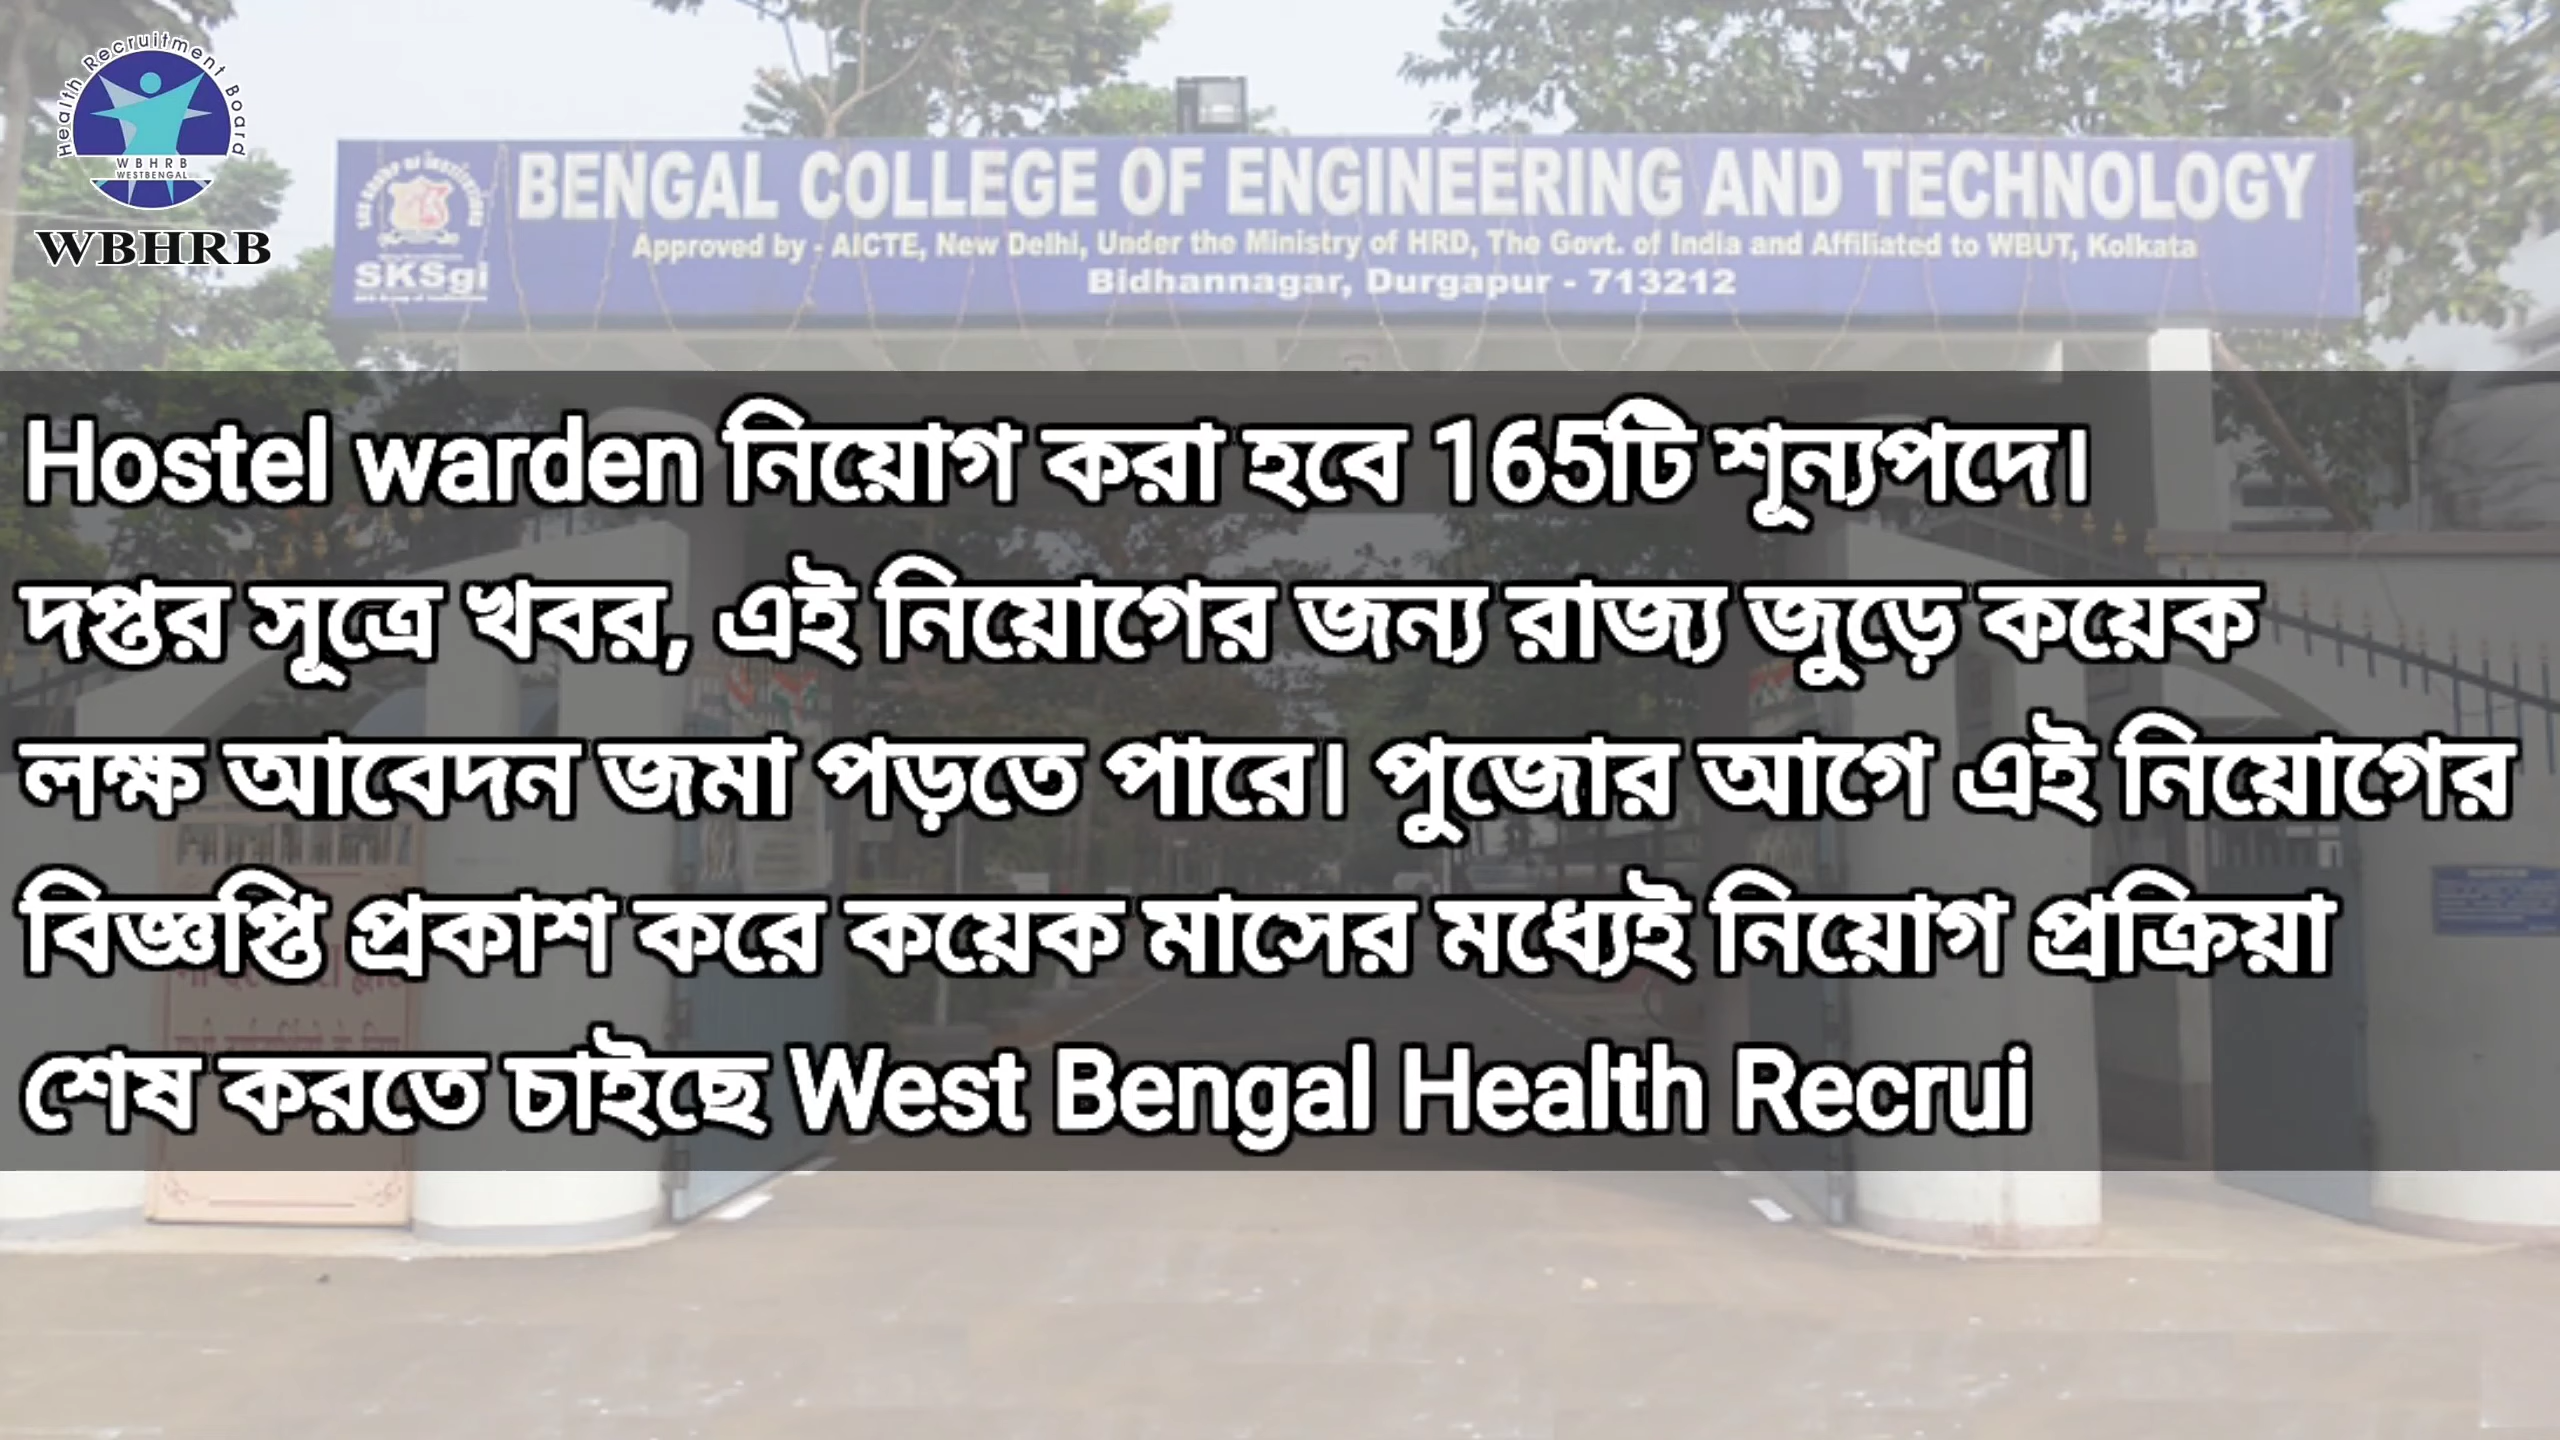 Health Recruitment Board
WBHRB
WESTBENGAL
WBHRB
BENGAL COLLEGE OF ENGINEERING AND TECHNOLOGY
Approved by - AICTE, New Delhi, Under the Ministry of HRD, The Govt. of India and Affiliated to WBUT, Kolkata
Bidhannagar, Durgapur - 713212
SKSgi
Hostel warden নিয়োগ করা হবে 165টি শূন্যপদে।
দপ্তর সূত্রে খবর, এই নিয়োগের জন্য রাজ্য জুড়ে কয়েক
লক্ষ আবেদন জমা পড়তে পারে। পুজোর আগে এই নিয়োগের
বিজ্ঞপ্তি প্রকাশ করে কয়েক মাসের মধ্যেই নিয়োগ প্রক্রিয়া
শেষ করতে চাইছে West Bengal Health Recrui